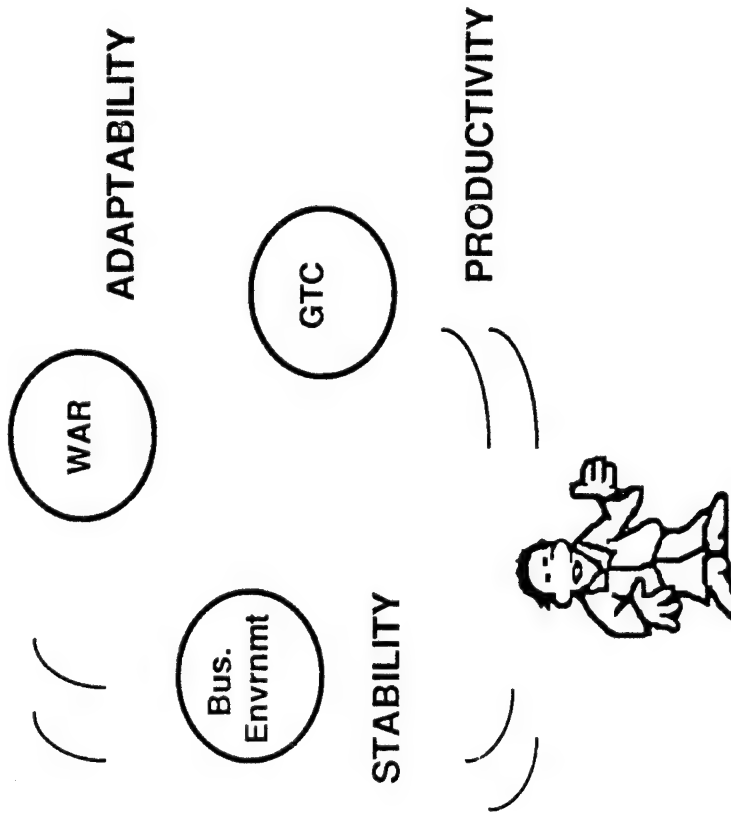 WAR
ADAPTABILITY
Bus.
Envrnmt
GTC
STABILITY
PRODUCTIVITY